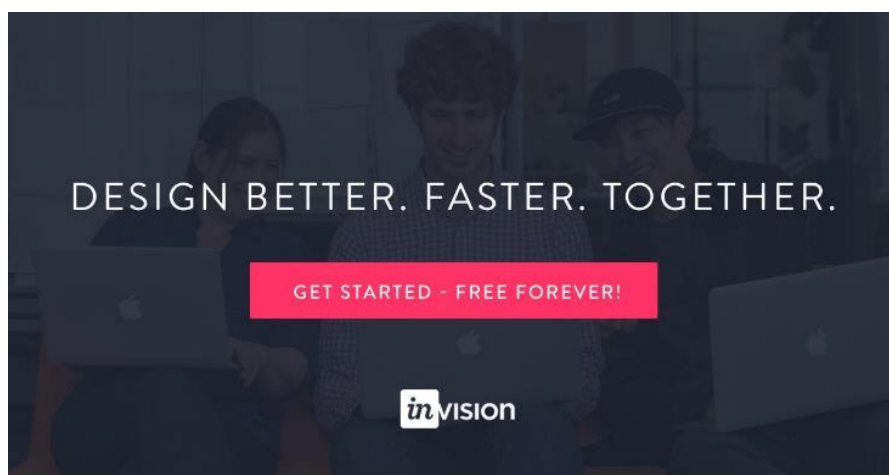 DESIGN BETTER. FASTER. TOGETHER.
GET STARTED - FREE FOREVER!
inVISION